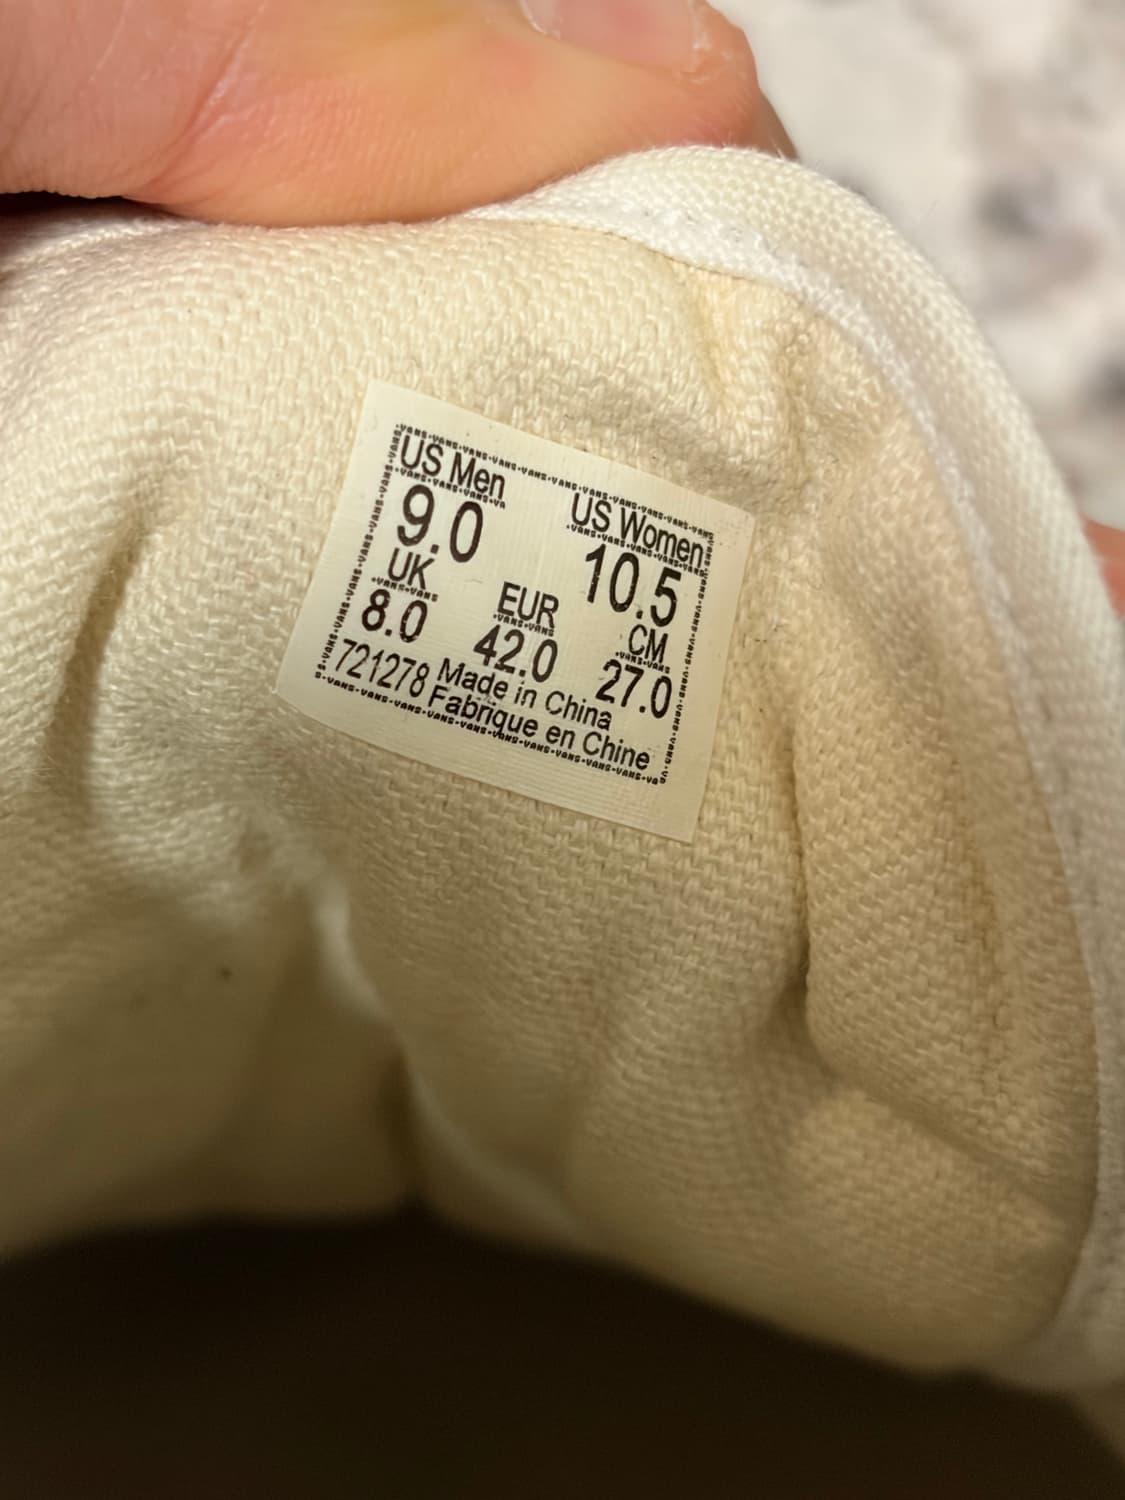 US Men US Women
9.0 10.5
UK EUR CM
8.0 42.0 27.0
721278 Made in China
Fabrique en Chine